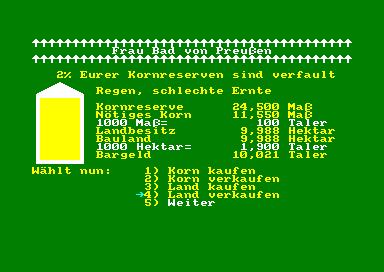 Frau Bad von Preußen
2% Eurer Kornreserven sind verfault
Regen, schlechte Ernte
Kornreserve 24,500 Maß
Nötiges Korn 11,550 Maß
1000 Maß= 100 Taler
Landbesitz 9,988 Hektar
Bauland 9,988 Hektar
1000 Hektar= 1,900 Taler
Bargeld 10,021 Taler
Wählt nun: 1) Korn kaufen
2) Korn verkaufen
3) Land kaufen
4) Land verkaufen
5) Weiter